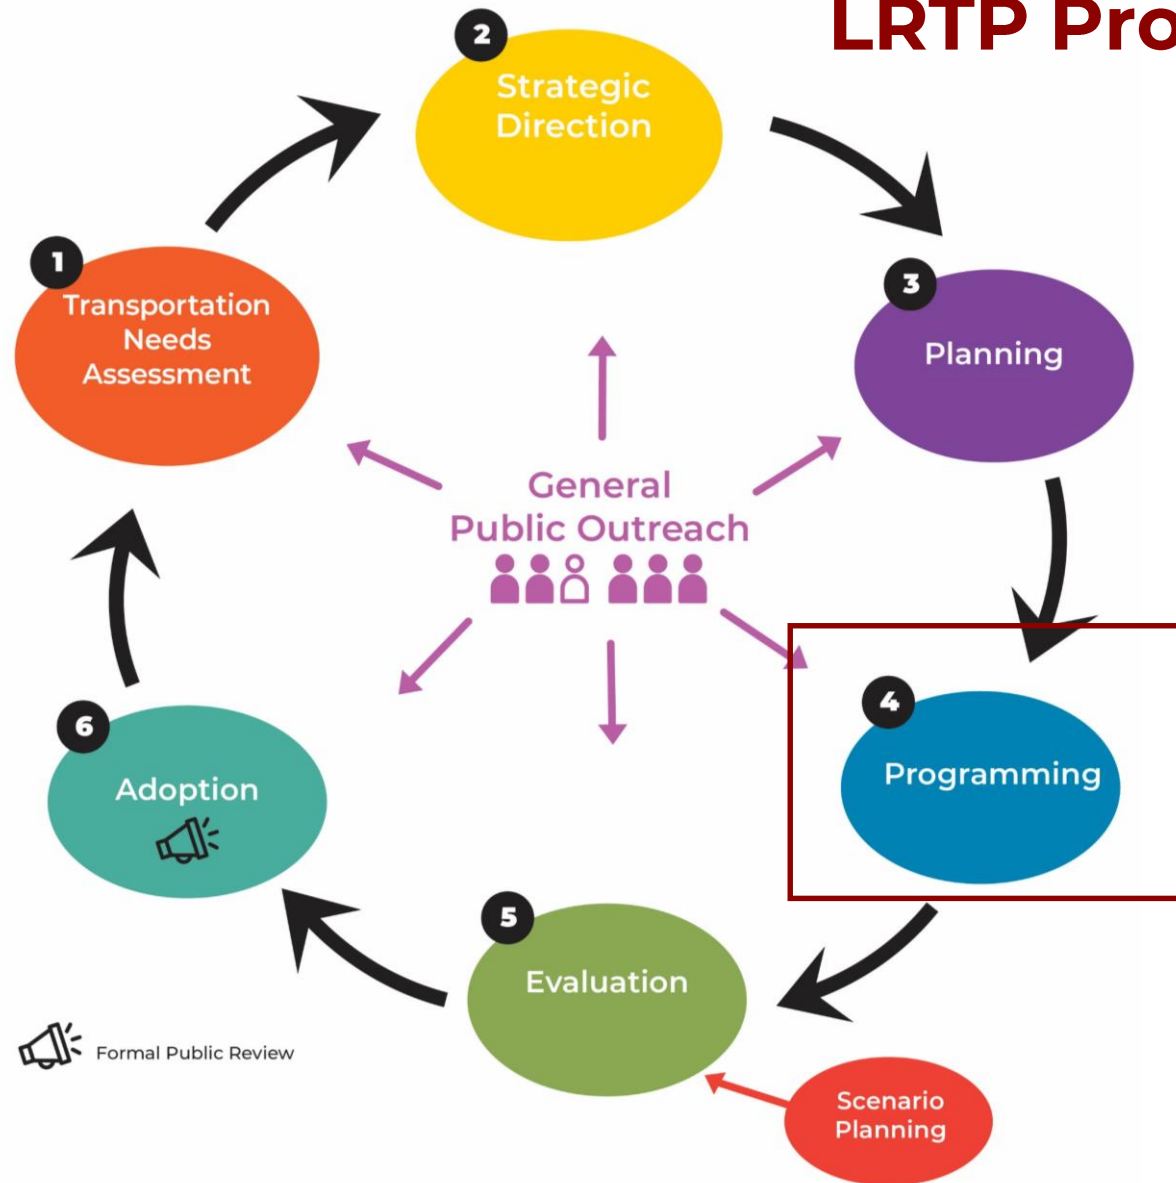 LRTP Pro
2
Strategic
Direction
1
Transportation
Needs
Assessment
3
Planning
General
Public Outreach
4
Programming
6
Adoption
5
Evaluation
Formal Public Review
Scenario
Planning